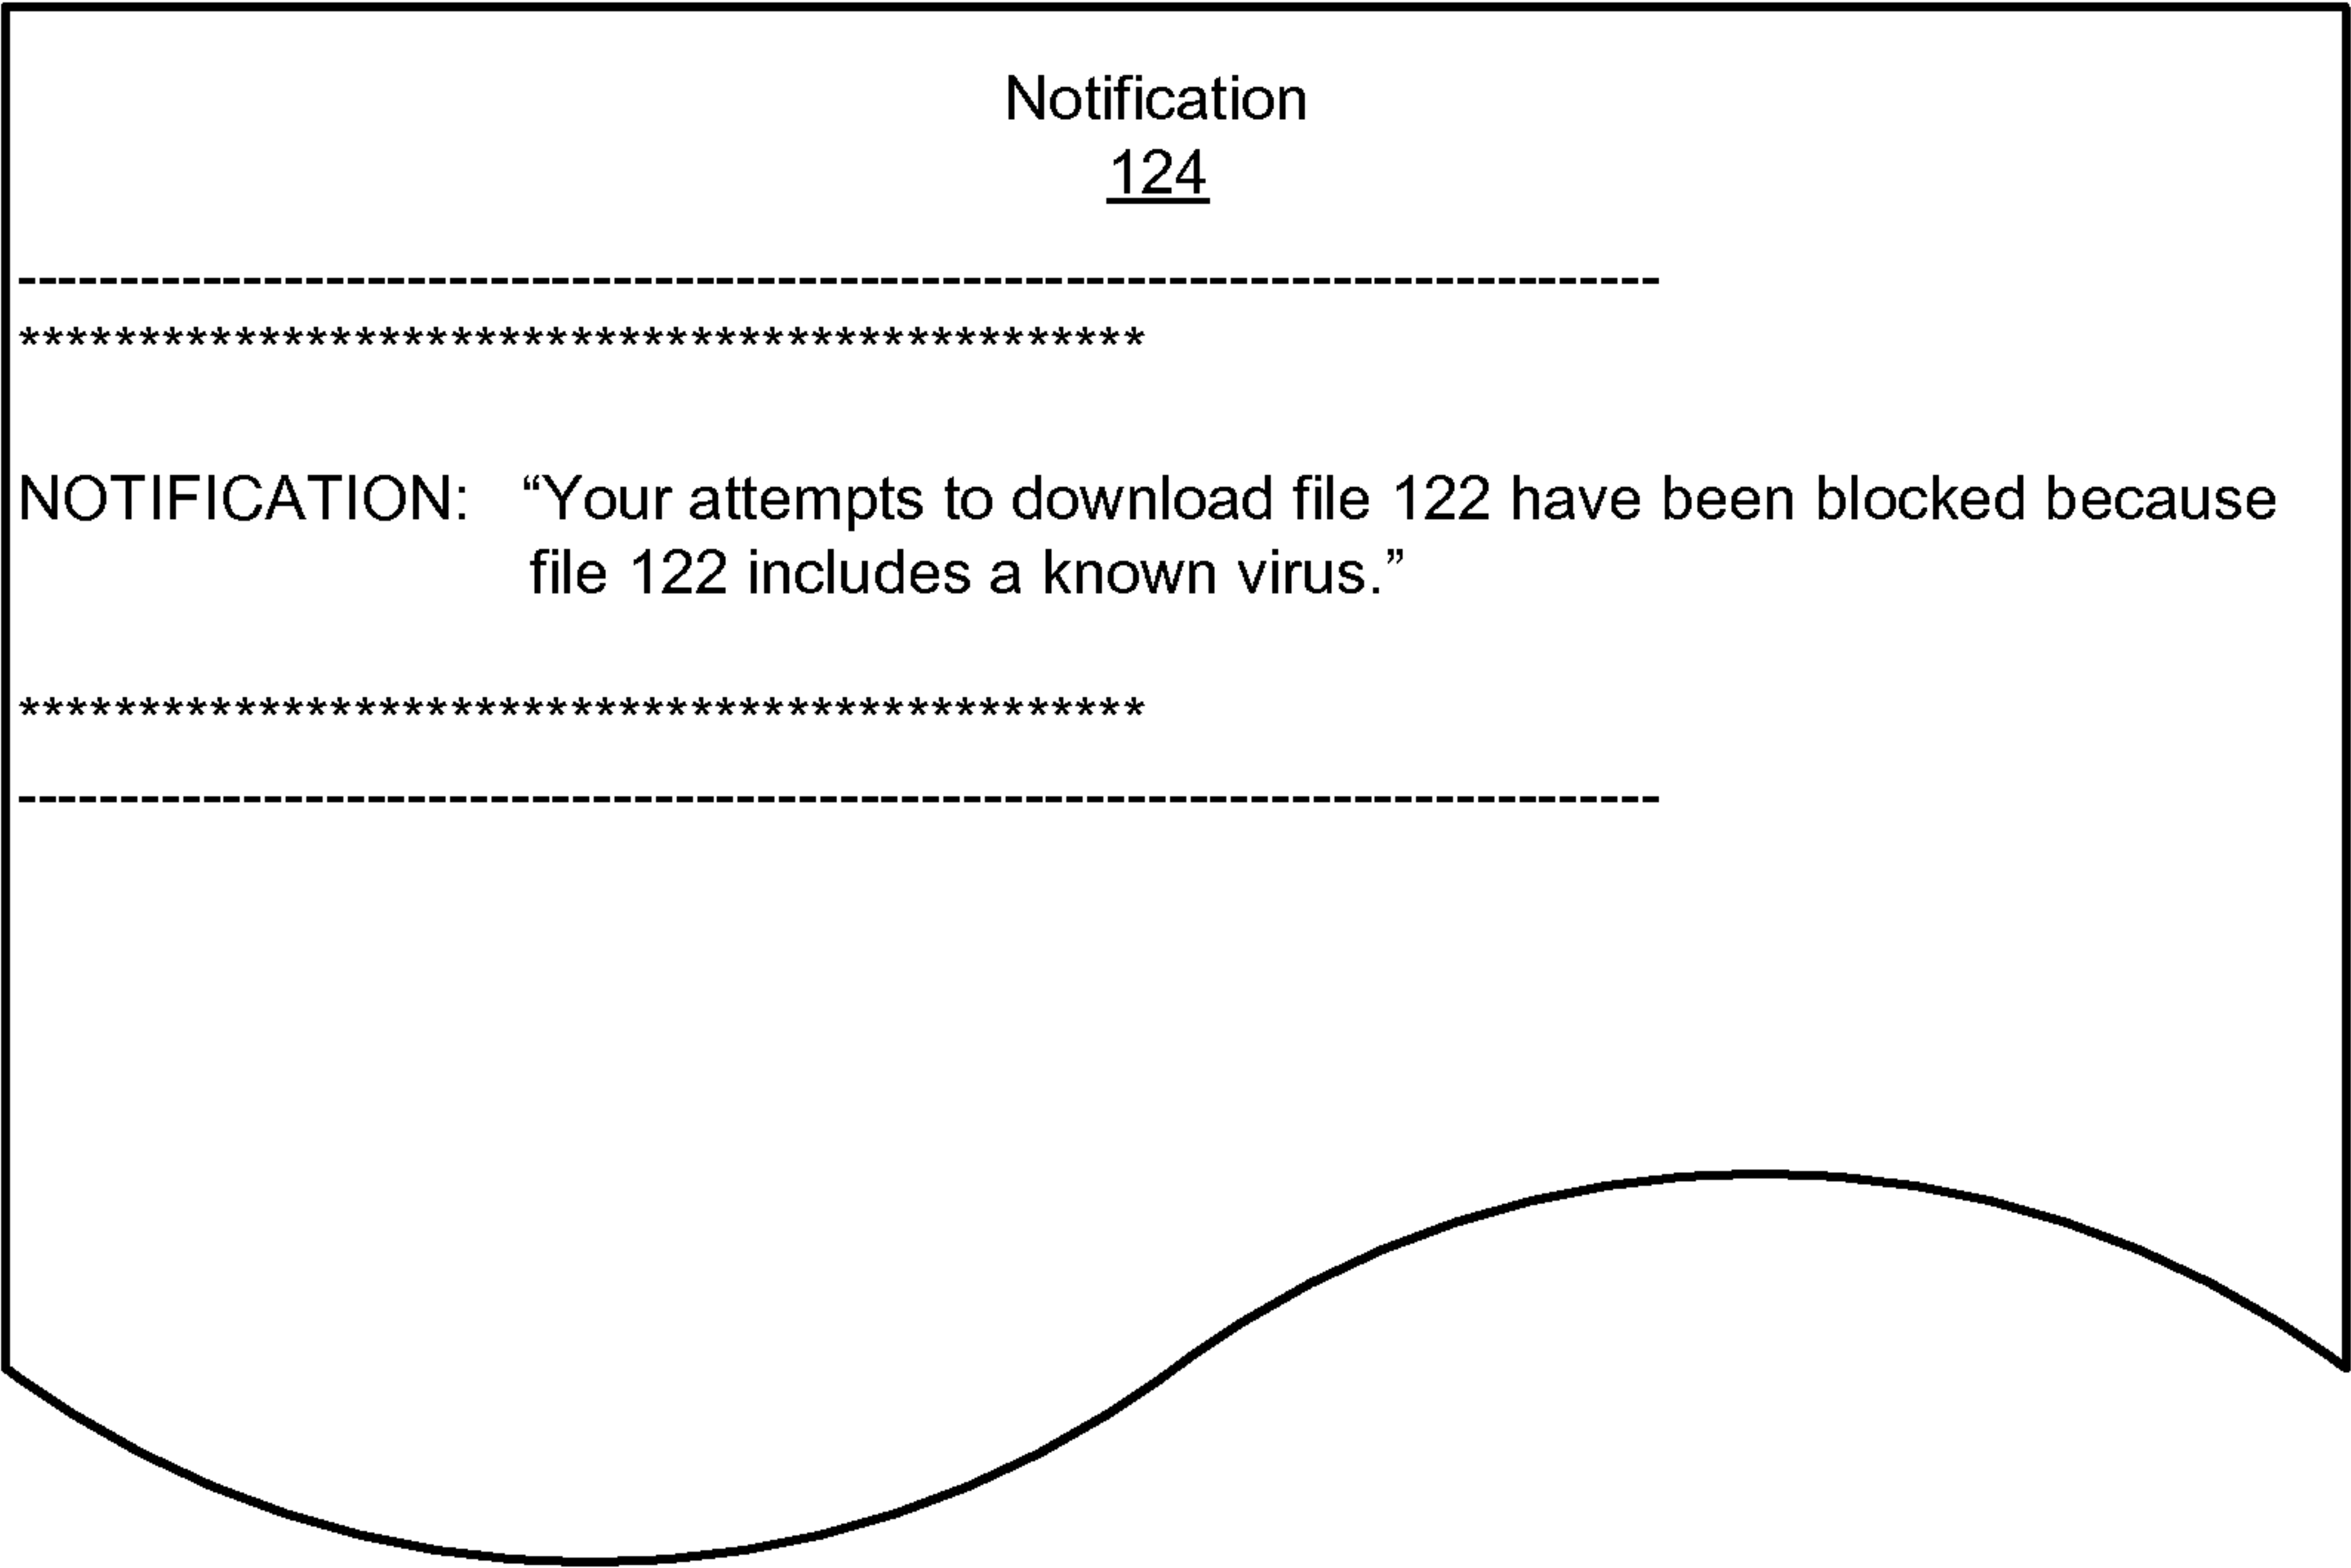 Notification
124
--------------------------------------------------------------------------------
***********************************************
NOTIFICATION: “Your attempts to download file 122 have been blocked because
file 122 includes a known virus.”
***********************************************
--------------------------------------------------------------------------------